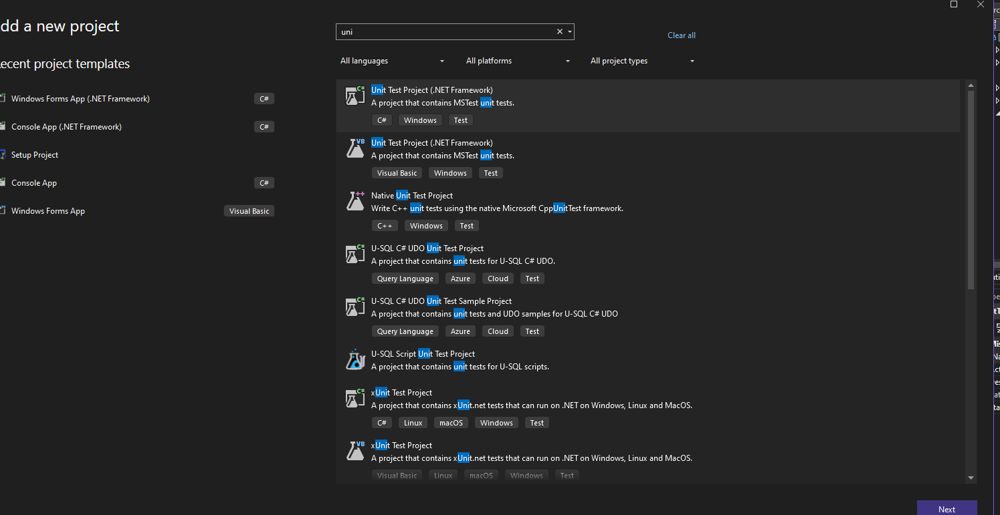 dd a new project
ecent project templates
Windows Forms App (.NET Framework) C#
Console App (.NET Framework) C#
Setup Project
Console App C#
Windows Forms App Visual Basic
uni
Clear all
All languages All platforms All project types
C#
Unit Test Project (.NET Framework)
A project that contains MSTest unit tests.
C# Windows Test
VB
Unit Test Project (.NET Framework)
A project that contains MSTest unit tests.
Visual Basic Windows Test
++
Native Unit Test Project
Write C++ unit tests using the native Microsoft CppUnitTest framework.
C++ Windows Test
C#
U-SQL C# UDO Unit Test Project
A project that contains unit tests for U-SQL C# UDO.
Query Language Azure Cloud Test
C#
U-SQL C# UDO Unit Test Sample Project
A project that contains unit tests and UDO samples for U-SQL C# UDO
Query Language Azure Cloud Test
U-SQL Script Unit Test Project
A project that contains unit tests for U-SQL scripts.
C#
xUnit Test Project
A project that contains xUnit.net tests that can run on .NET on Windows, Linux and MacOS.
C# Linux macOS Windows Test
VB
xUnit Test Project
A project that contains xUnit.net tests that can run on .NET on Windows, Linux and MacOS.
Visual Basic Linux macOS Windows Test
Next